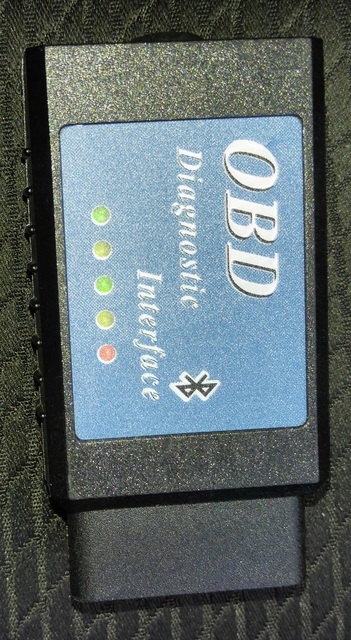 OBD
Diagnostic
Interface